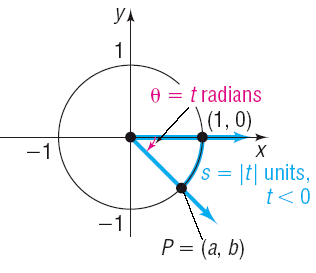 y
1
θ = t radians
(1, 0)
−1
x
s = |t| units,
t < 0
−1
P = (a, b)